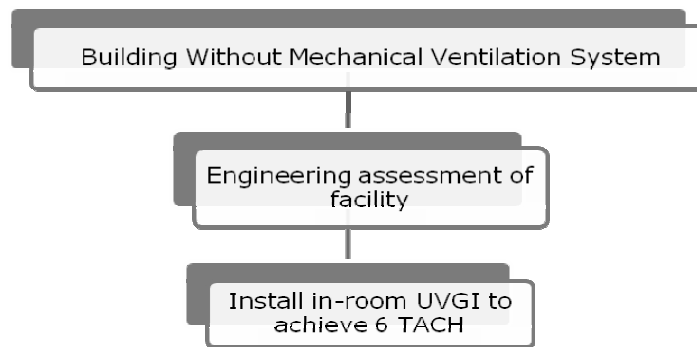 Building Without Mechanical Ventilation System
Engineering assessment of
facility
Install in-room UVGI to
achieve 6 TACH